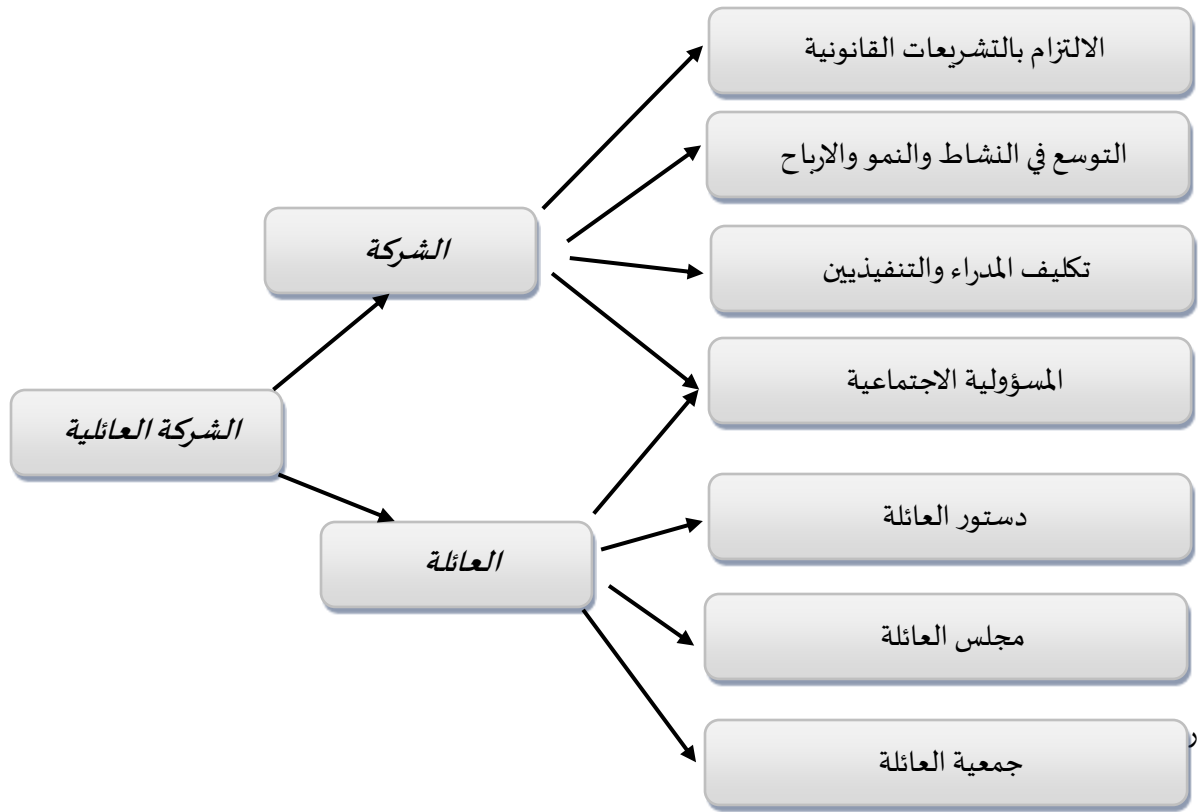 الالتزام بالتشريعات القانونية
التوسع في النشاط والنمو والارباح
الشركة
تكليف المدراء والتنفيذيين
المسؤولية الاجتماعية
الشركة العائلية
دستور العائلة
العائلة
مجلس العائلة
جمعية العائلة
ر